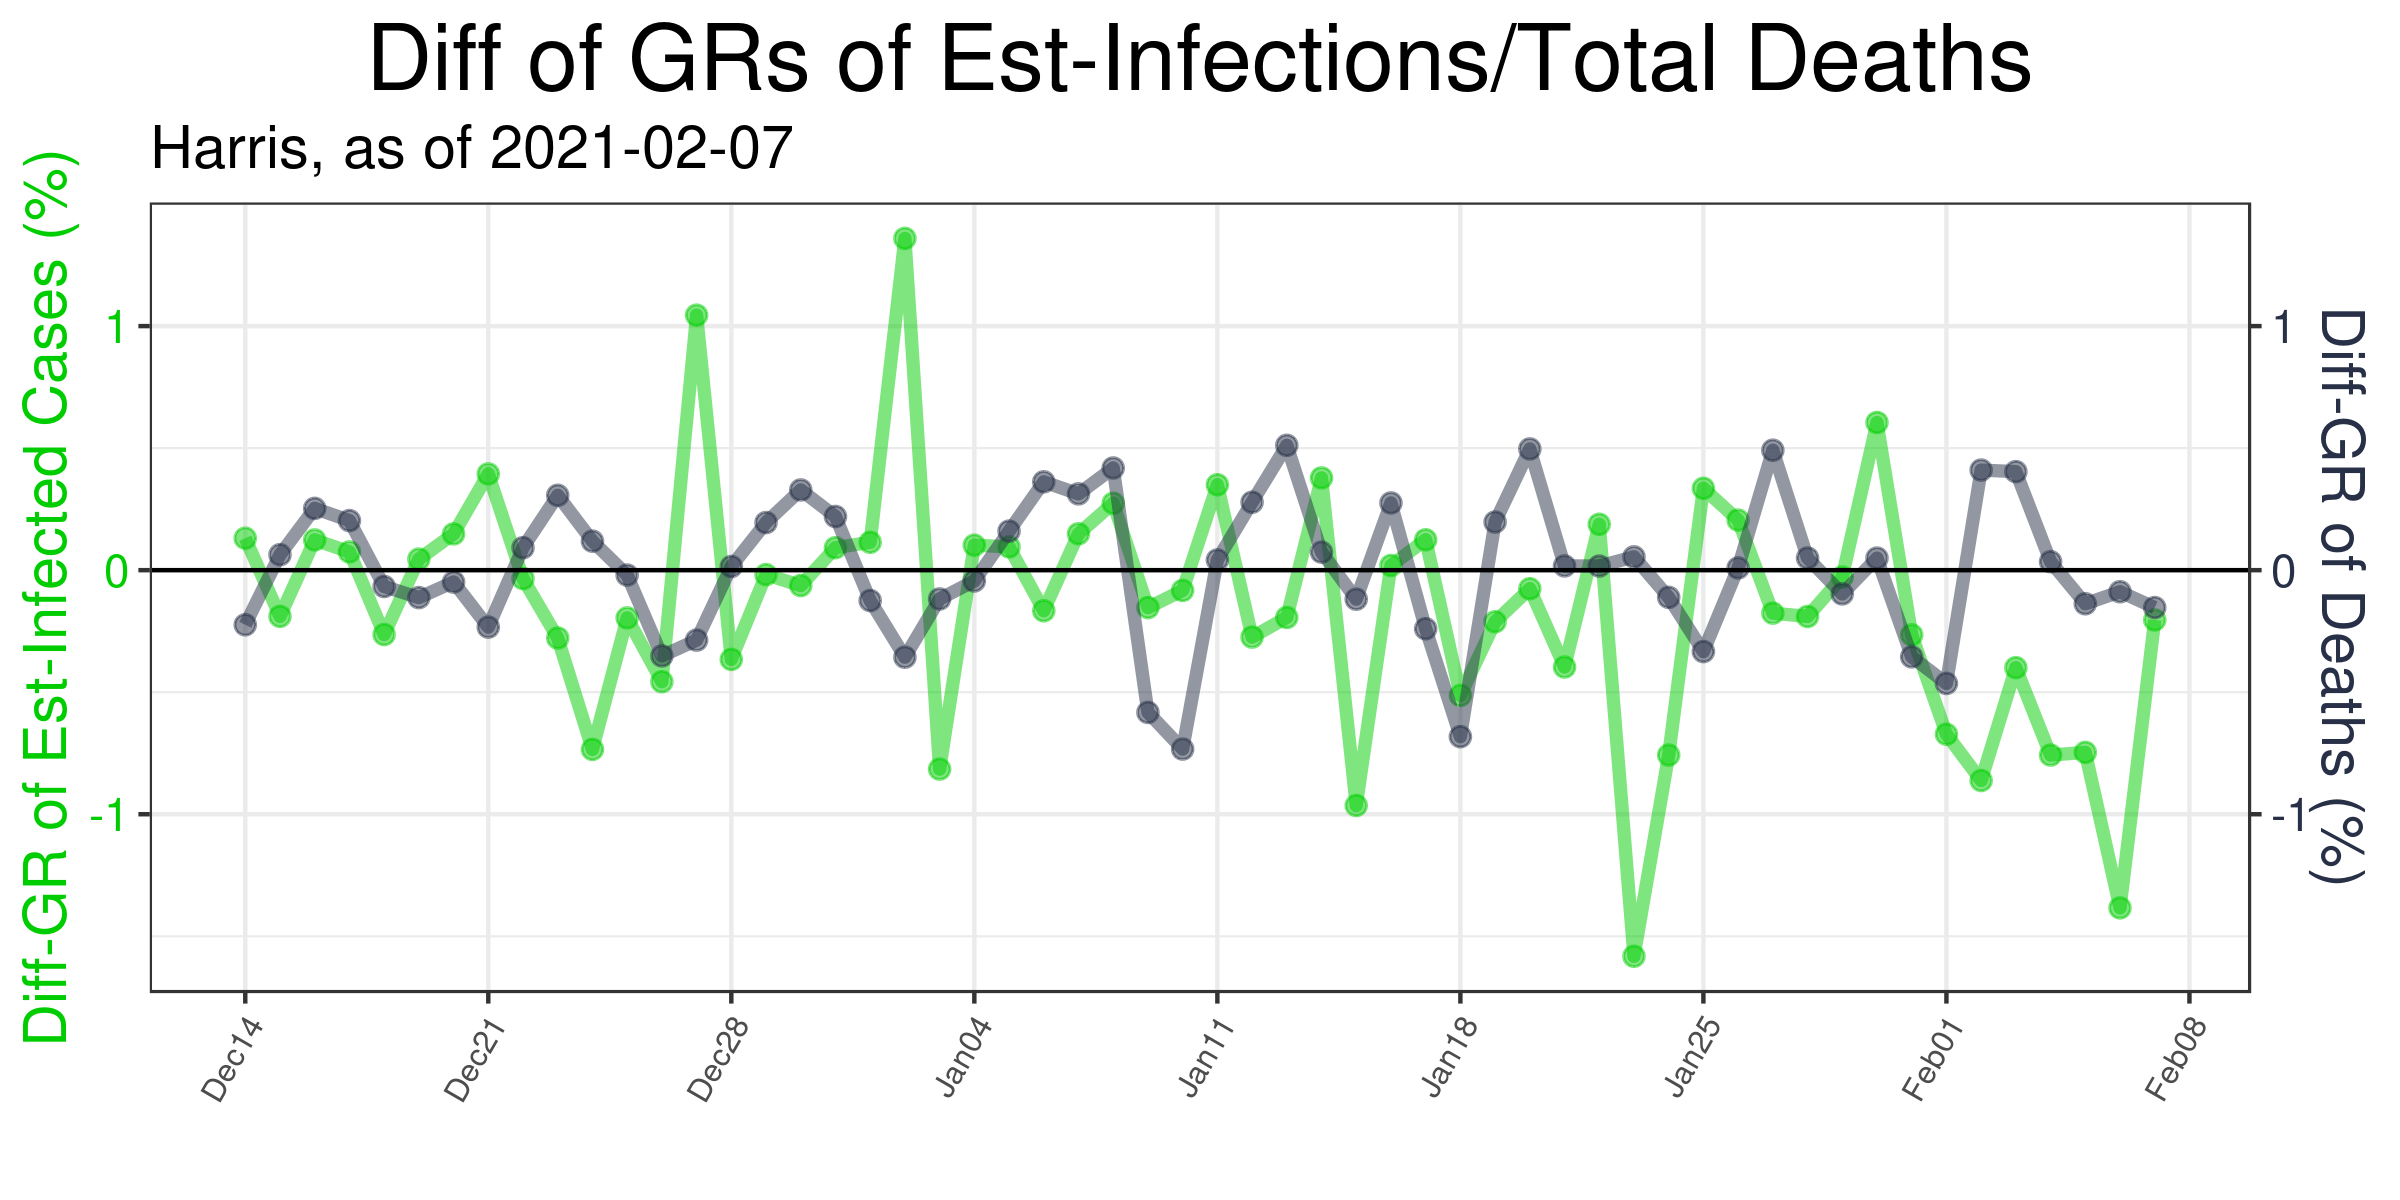 Diff of GRs of Est-Infections/Total Deaths
Harris, as of 2021-02-07
Diff-GR of Est-Infected Cases (%)
1
0
-1
1
0
-1
Diff-GR of Deaths (%)
Dec14
Dec21
Dec28
Jan04
Jan11
Jan18
Jan25
Feb01
Feb08